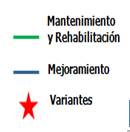 Mantenimiento
y Rehabilitación
Mejoramiento
Variantes